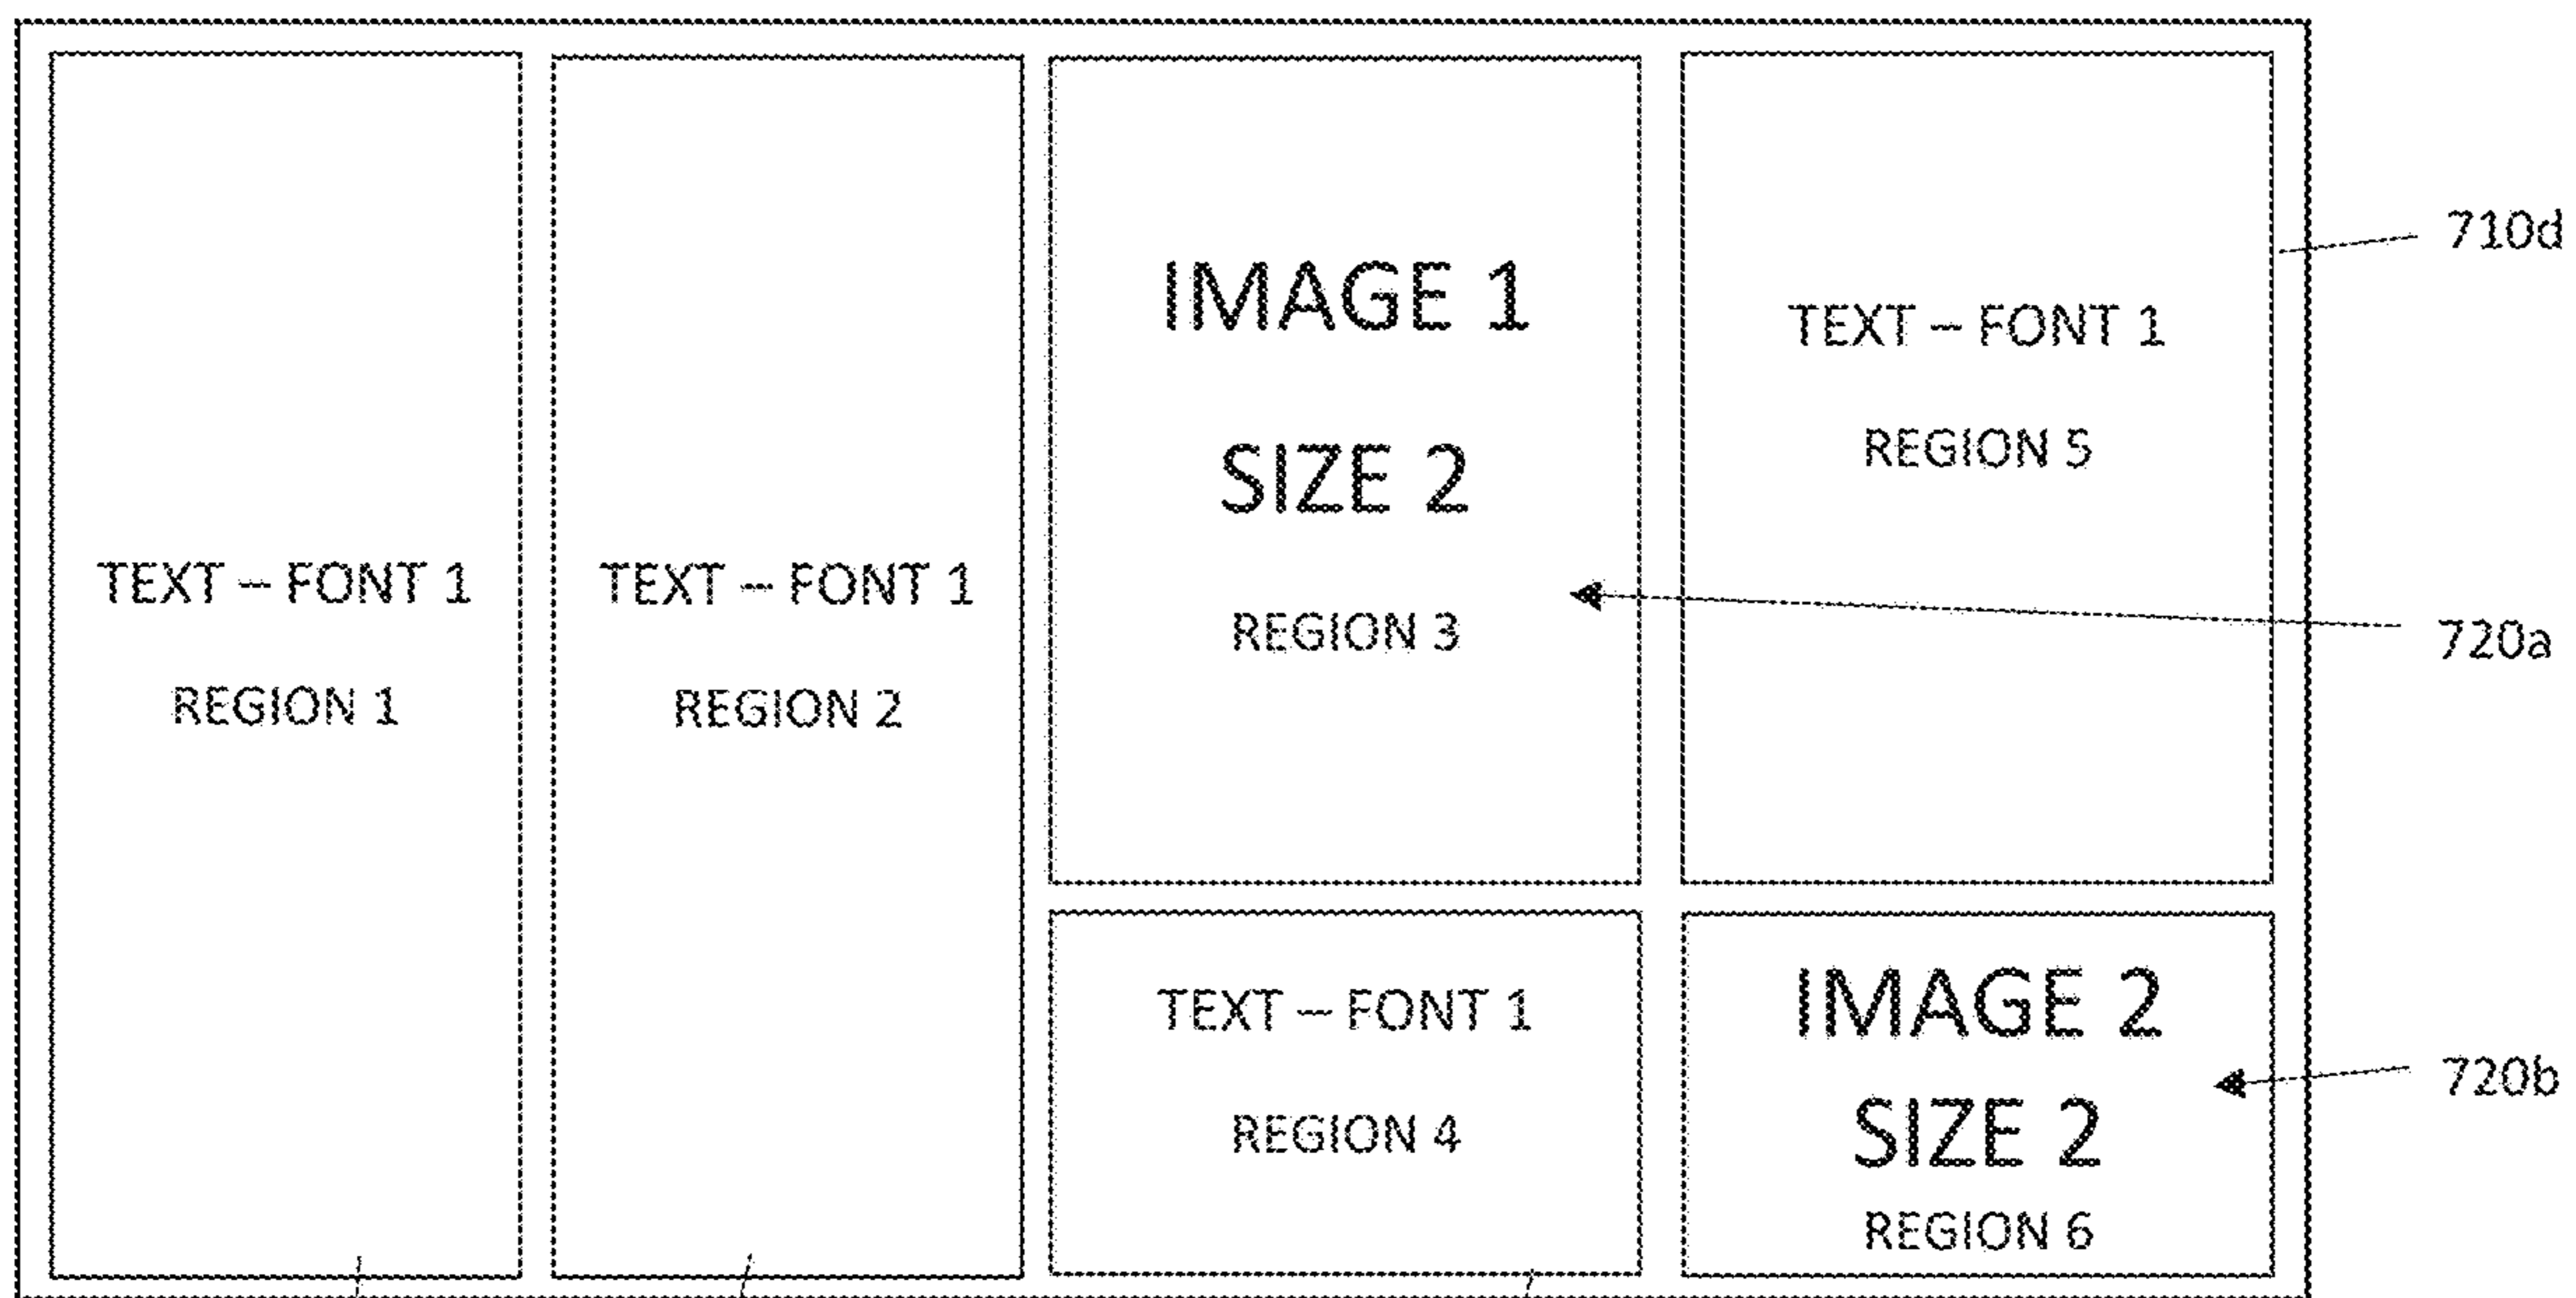 TEXT – FONT 1
REGION 1
TEXT – FONT 1
REGION 2
IMAGE 1
SIZE 2
REGION 3
TEXT – FONT 1
REGION 4
TEXT – FONT 1
REGION 5
IMAGE 2
SIZE 2
REGION 6
710d
720a
720b